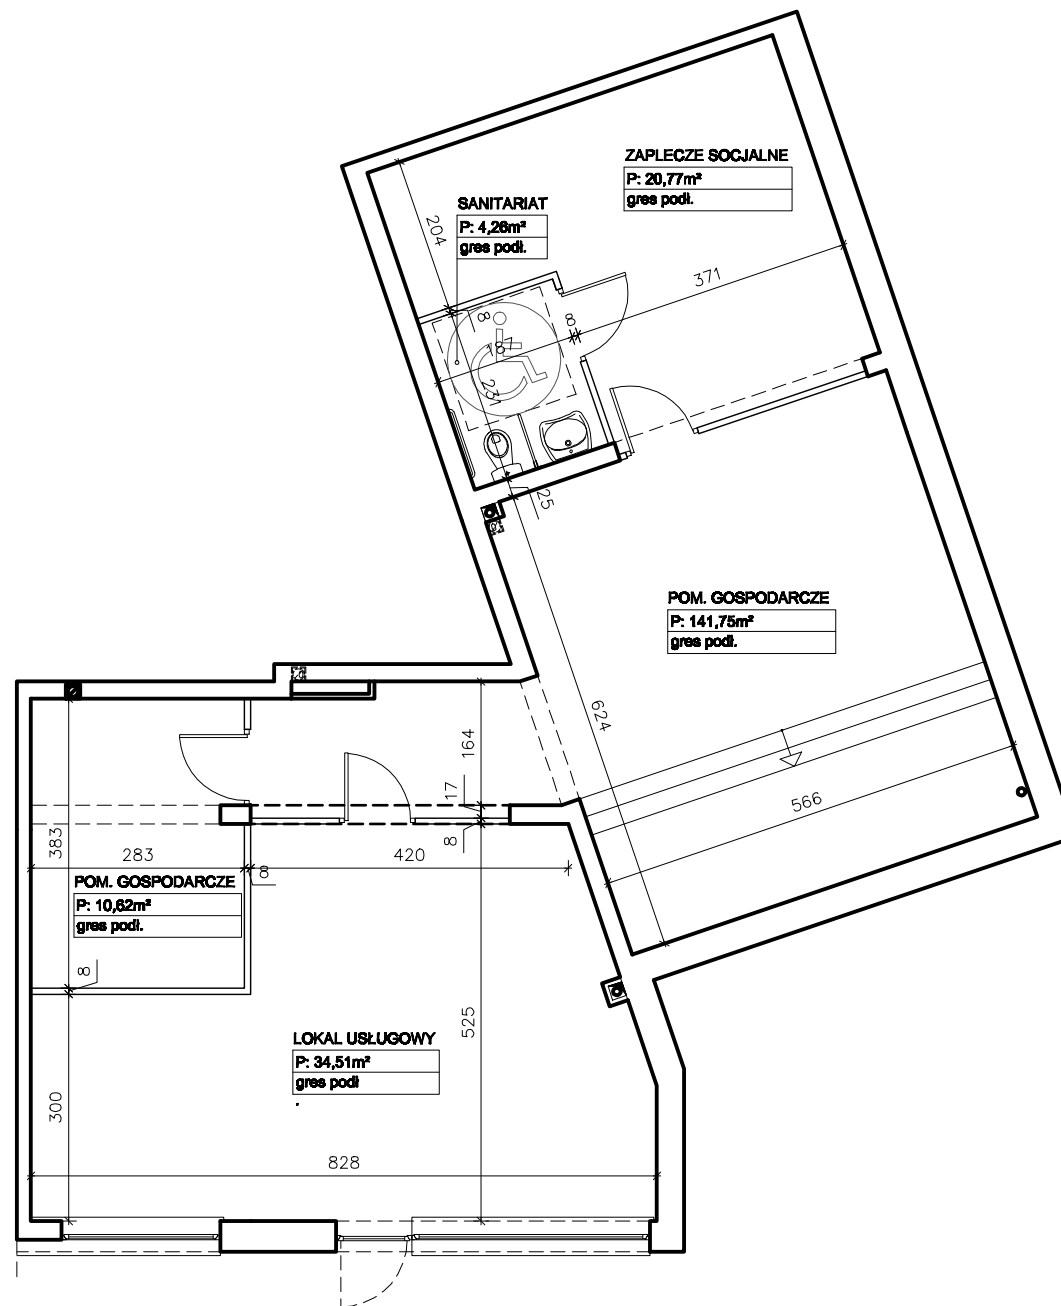 ZAPLECZE SOCJALNE
P: 20,77m²
gres podł.
SANITARIAT
P: 4,26m²
gres podł.
204
371
8
8
187
231
25
POM. GOSPODARCZE
P: 141,75m²
gres podł.
624
566
164
17
8
383
283
8
420
POM. GOSPODARCZE
P: 10,62m²
gres podł.
8
525
LOKAL USŁUGOWY
P: 34,51m²
gres podł
.
300
828